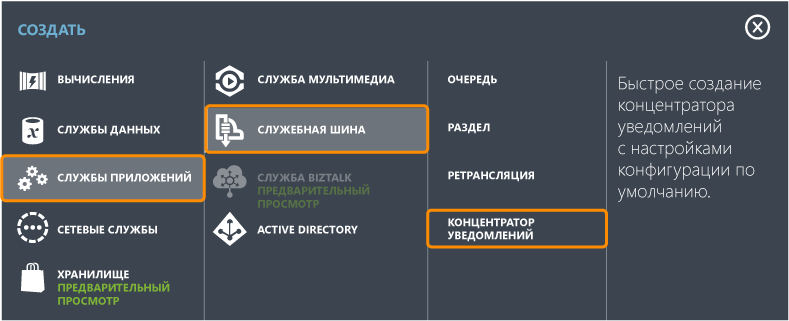 СОЗДАТЬ
ВЫЧИСЛЕНИЯ
СЛУЖБЫ ДАННЫХ
СЛУЖБЫ ПРИЛОЖЕНИЙ
СЕТЕВЫЕ СЛУЖБЫ
ХРАНИЛИЩЕ
ПРЕДВАРИТЕЛЬНЫЙ
ПРОСМОТР
СЛУЖБА МУЛЬТИМЕДИА
СЛУЖЕБНАЯ ШИНА
СЛУЖБА BIZTALK
ПРЕДВАРИТЕЛЬНЫЙ
ПРОСМОТР
ACTIVE DIRECTORY
ОЧЕРЕДЬ
РАЗДЕЛ
РЕТРАНСЛЯЦИЯ
КОНЦЕНТРАТОР
УВЕДОМЛЕНИЙ
Быстрое создание
концентратора
уведомлений
с настройками
конфигурации по
умолчанию.